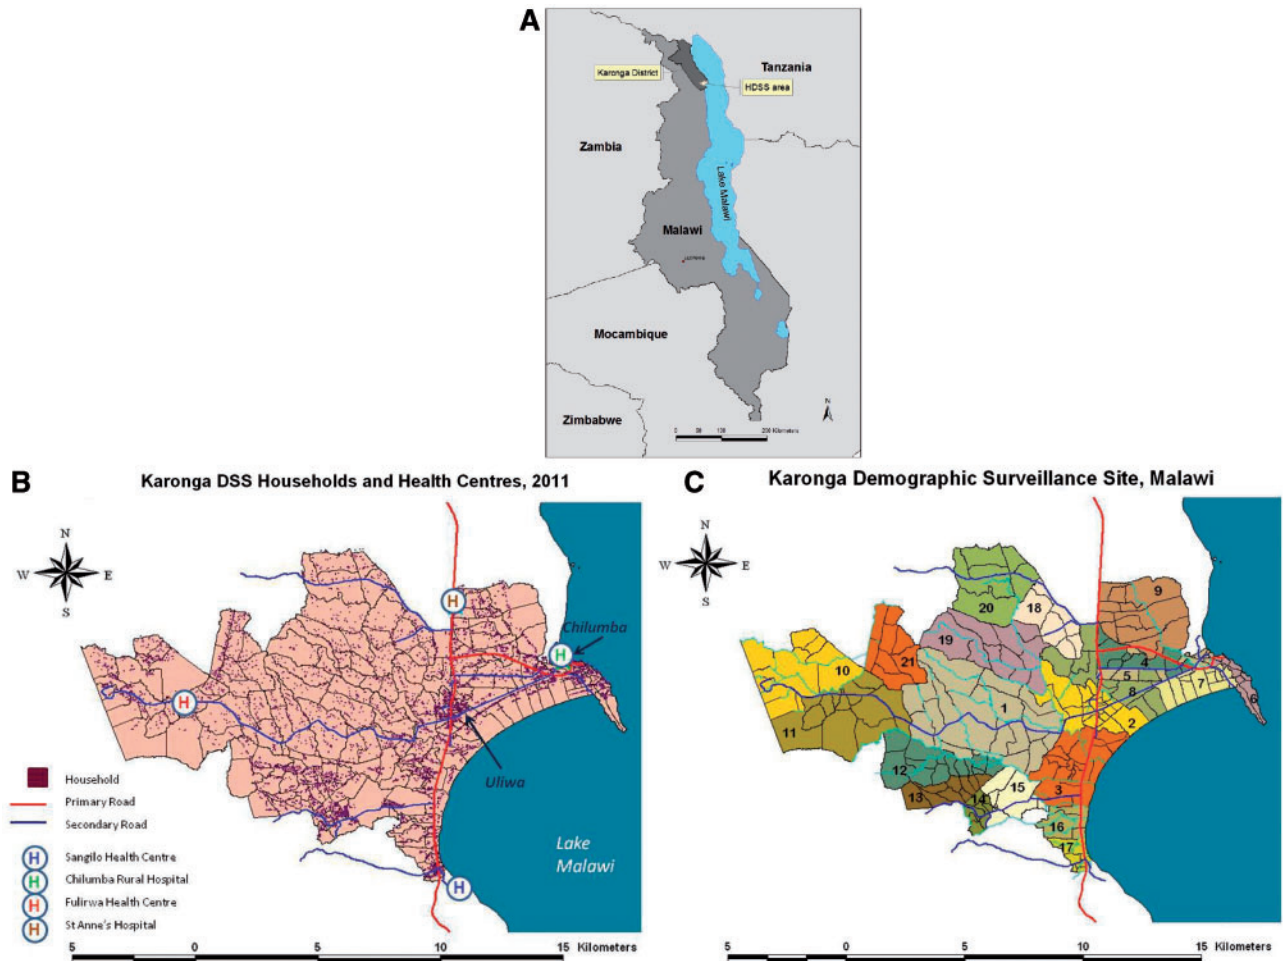 A
Tanzania
Karonga District
HDSS area
Zambia
Lake Malawi
Malawi
Mocambique
Zimbabwe
N
200 Kilometers
B
Karonga DSS Households and Health Centres, 2011
N
W E
S
H
Chilumba
H
H
Uliwa
Household
Primary Road
Secondary Road
H Sangilo Health Centre
H Chilumba Rural Hospital
H Fulirwa Health Centre
H St Anne's Hospital
H
Lake
Malawi
5 0 5 10 15 Kilometers
C
Karonga Demographic Surveillance Site, Malawi
N
W E
S
20
18
9
19
21
10
4
5
7
8
6
1
2
11
12
15
3
13
14
16
17
5 0 5 10 15 Kilometers